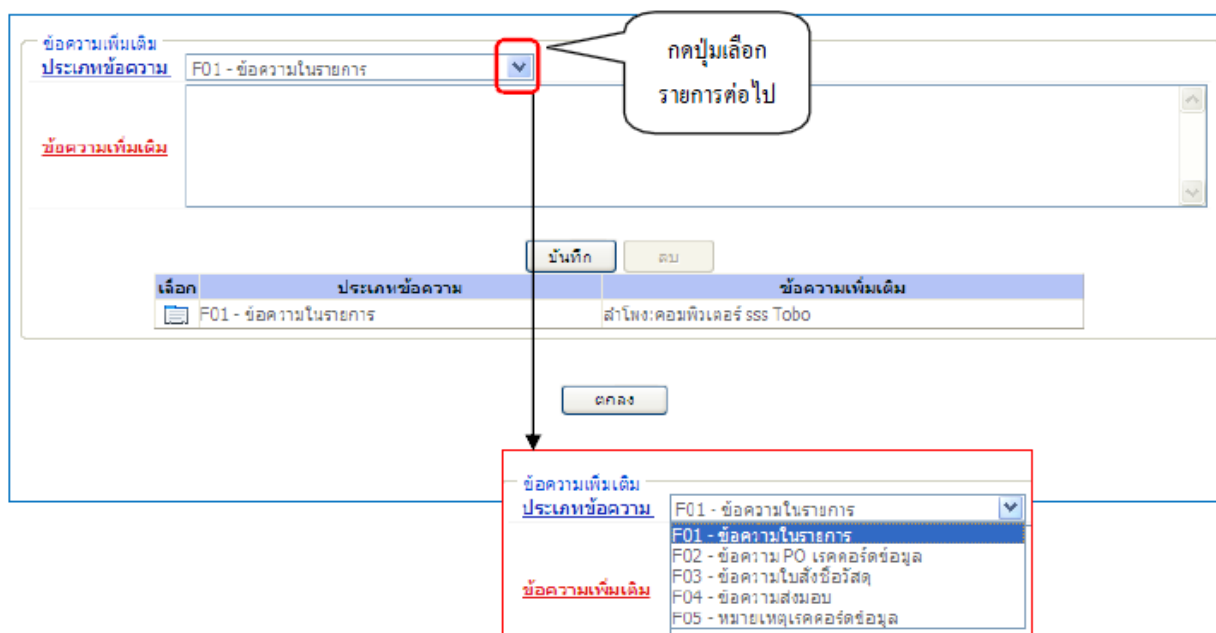 ข้อความเพิ่มเติม
ประเภทข้อความ F01 - ข้อความในรายการ
กดปุ่มเลือก
รายการต่อไป
ข้อความเพิ่มเติม
บันทึก ลบ
เลือก ประเภทข้อความ ข้อความเพิ่มเติม
F01 - ข้อความในรายการ ลำโพง:คอมพิวเตอร์ sss Tobo
ตกลง
ข้อความเพิ่มเติม
ประเภทข้อความ F01 - ข้อความในรายการ
F01 - ข้อความในรายการ
F02 - ข้อความ PO เรคคอร์ดข้อมูล
F03 - ข้อความใบสั่งซื้อวัสดุ
ข้อความเพิ่มเติม F04 - ข้อความส่งมอบ
F05 - หมายเหตุเรคคอร์ดข้อมูล